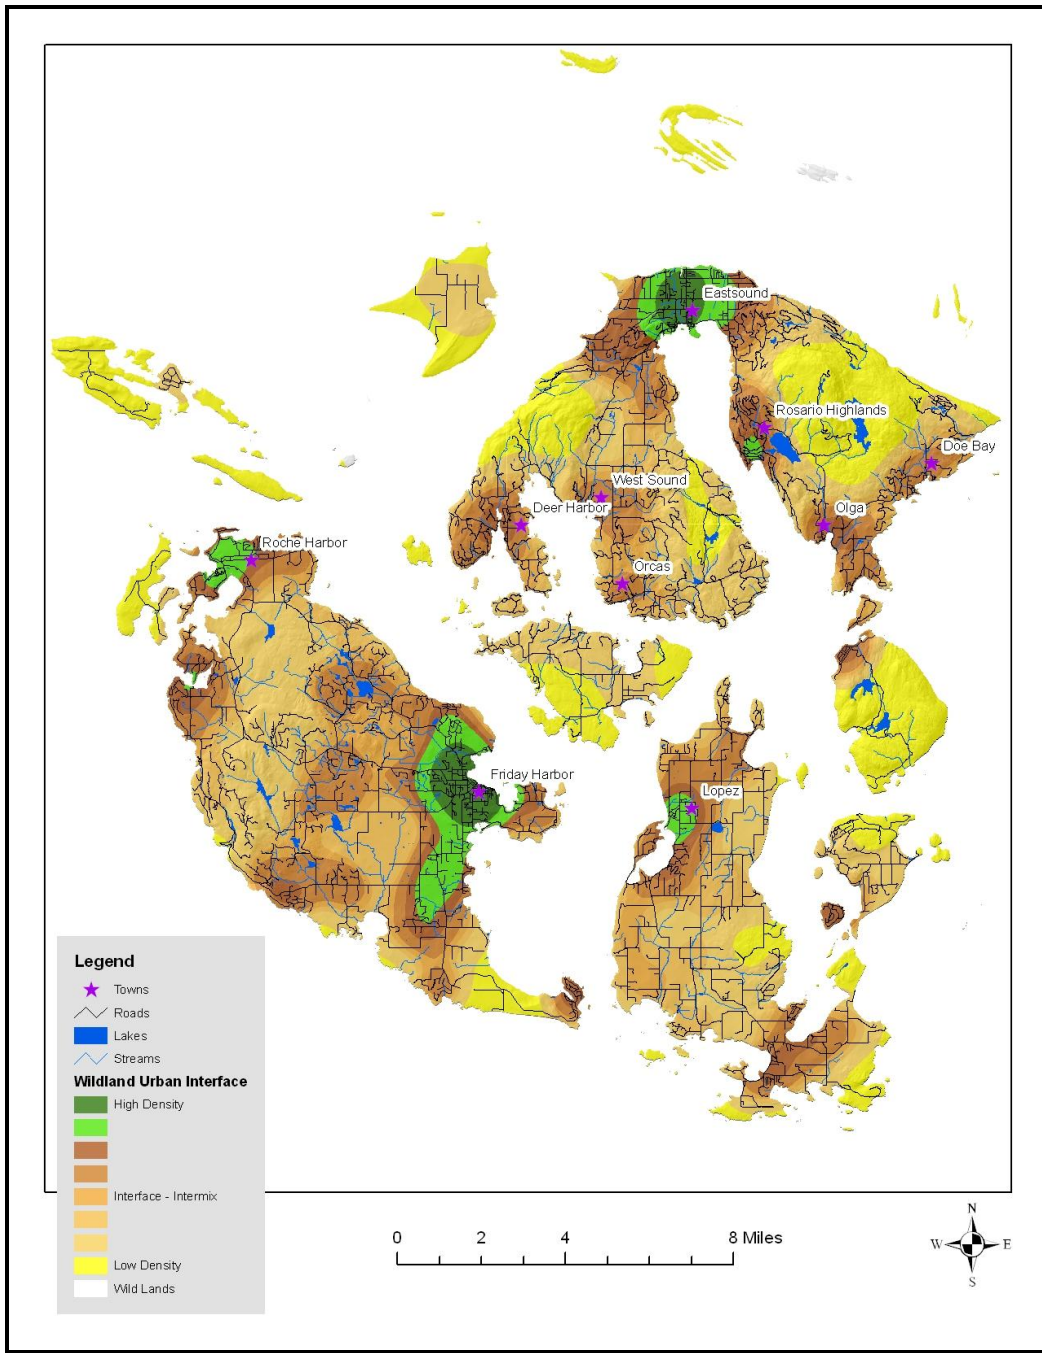 Eastsound
Rosario Highlands
Doe Bay
West Sound
Deer Harbor
Olga
Roche Harbor
Orcas
Friday Harbor
Lopez
Legend
Towns
Roads
Lakes
Streams
Wildland Urban Interface
High Density
Interface - Intermix
Low Density
Wild Lands
0 2 4 8 Miles
N
W E
S